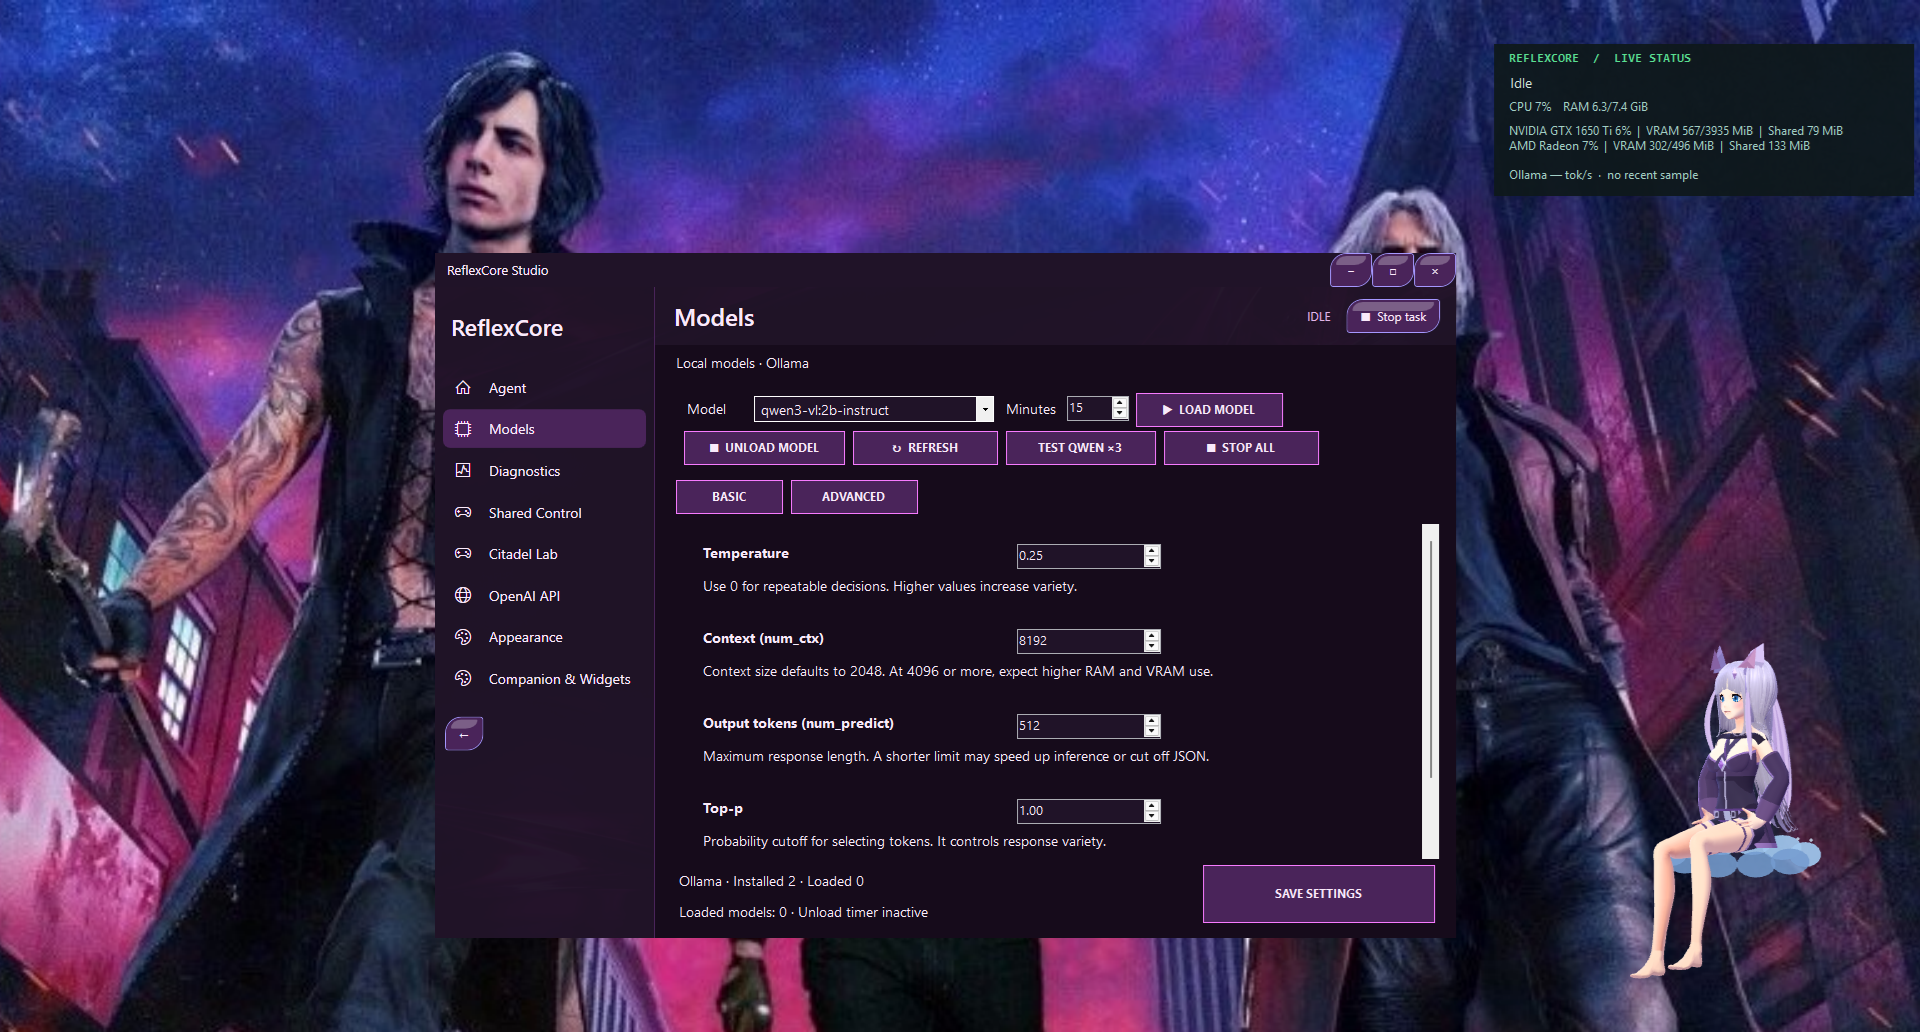 REFLEXCORE / LIVE STATUS
Idle
CPU 7% RAM 6.3/7.4 GiB
NVIDIA GTX 1650 Ti 6% | VRAM 567/3935 MiB | Shared 79 MiB
AMD Radeon 7% | VRAM 302/496 MiB | Shared 133 MiB
Ollama — tok/s · no recent sample
ReflexCore Studio
ReflexCore
Agent
Models
Diagnostics
Shared Control
Citadel Lab
OpenAI API
Appearance
Companion & Widgets
←
Models
IDLE
■ Stop task
Local models · Ollama
Model qwen3-vl:2b-instruct Minutes 15 ▶ LOAD MODEL
■ UNLOAD MODEL ↻ REFRESH TEST QWEN ×3 ■ STOP ALL
BASIC ADVANCED
Temperature 0.25
Use 0 for repeatable decisions. Higher values increase variety.
Context (num_ctx) 8192
Context size defaults to 2048. At 4096 or more, expect higher RAM and VRAM use.
Output tokens (num_predict) 512
Maximum response length. A shorter limit may speed up inference or cut off JSON.
Top-p 1.00
Probability cutoff for selecting tokens. It controls response variety.
Ollama · Installed 2 · Loaded 0
Loaded models: 0 · Unload timer inactive
SAVE SETTINGS